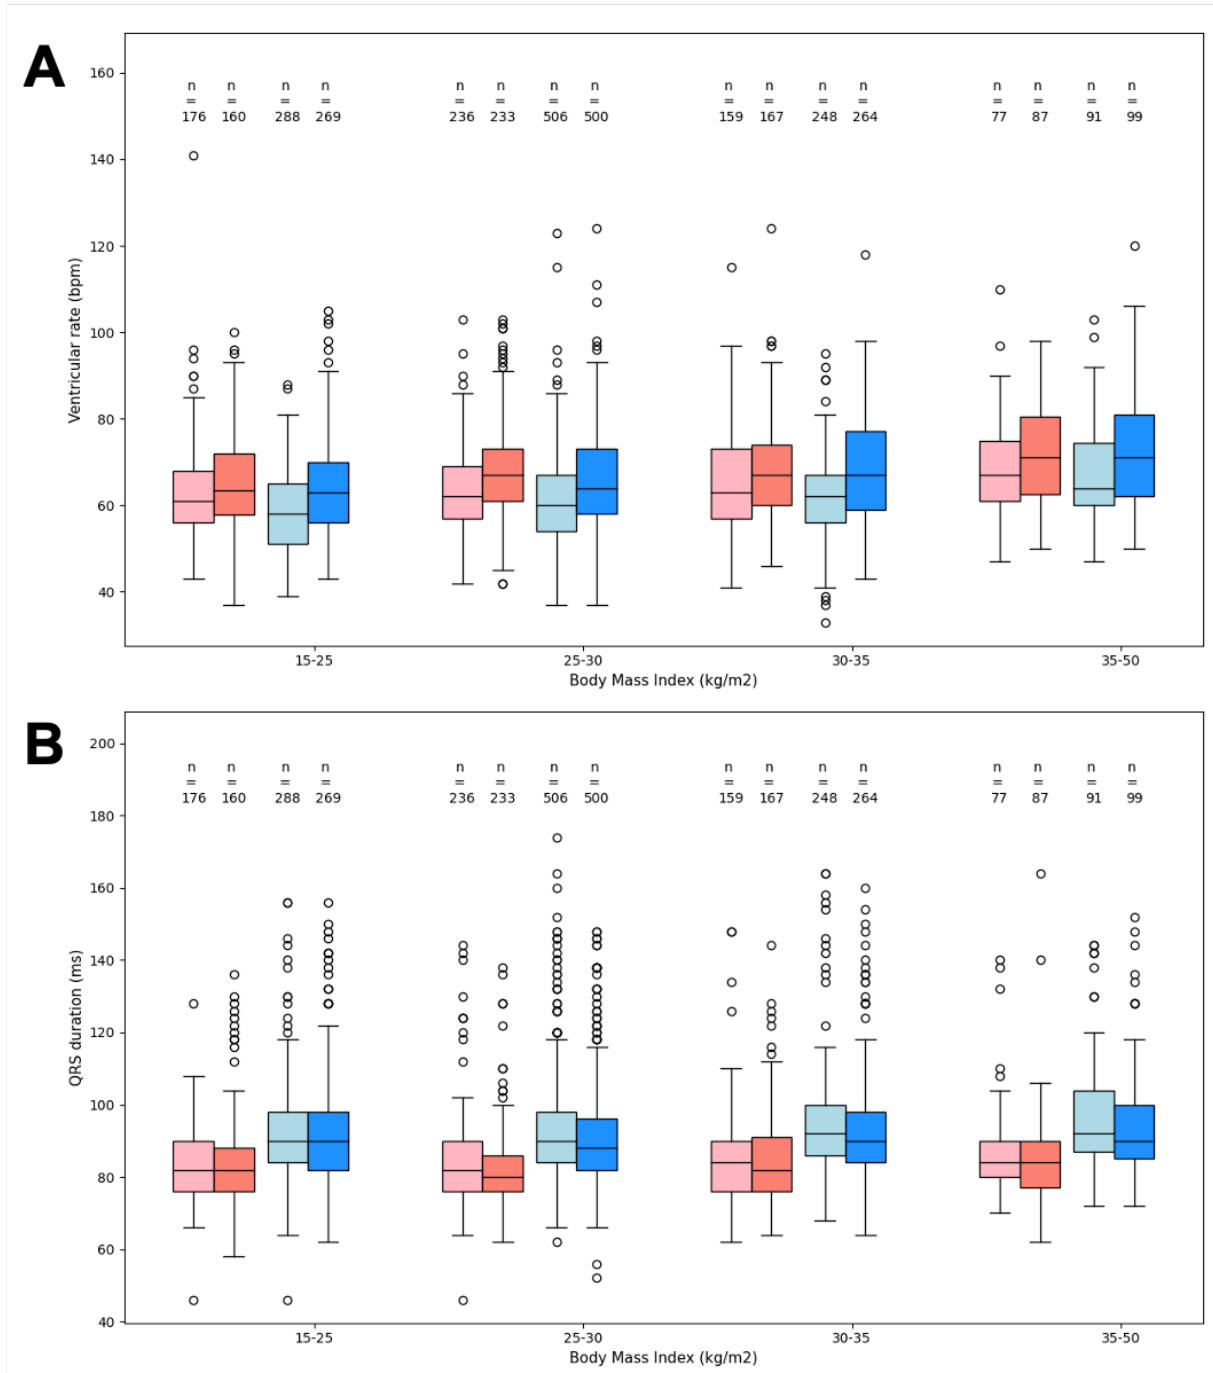 A
n n n n n n n n n n n n n n n n
= = = = = = = = = = = = = = = =
176 160 288 269 236 233 506 500 159 167 248 264 77 87 91 99
160
140
120
100
80
60
40
Ventricular rate (bpm)
15-25 25-30 30-35 35-50
Body Mass Index (kg/m2)
B
200
n n n n n n n n n n n n n n n n
= = = = = = = = = = = = = = = =
176 160 288 269 236 233 506 500 159 167 248 264 77 87 91 99
180
160
140
120
100
80
60
40
QRS duration (ms)
15-25 25-30 30-35 35-50
Body Mass Index (kg/m2)